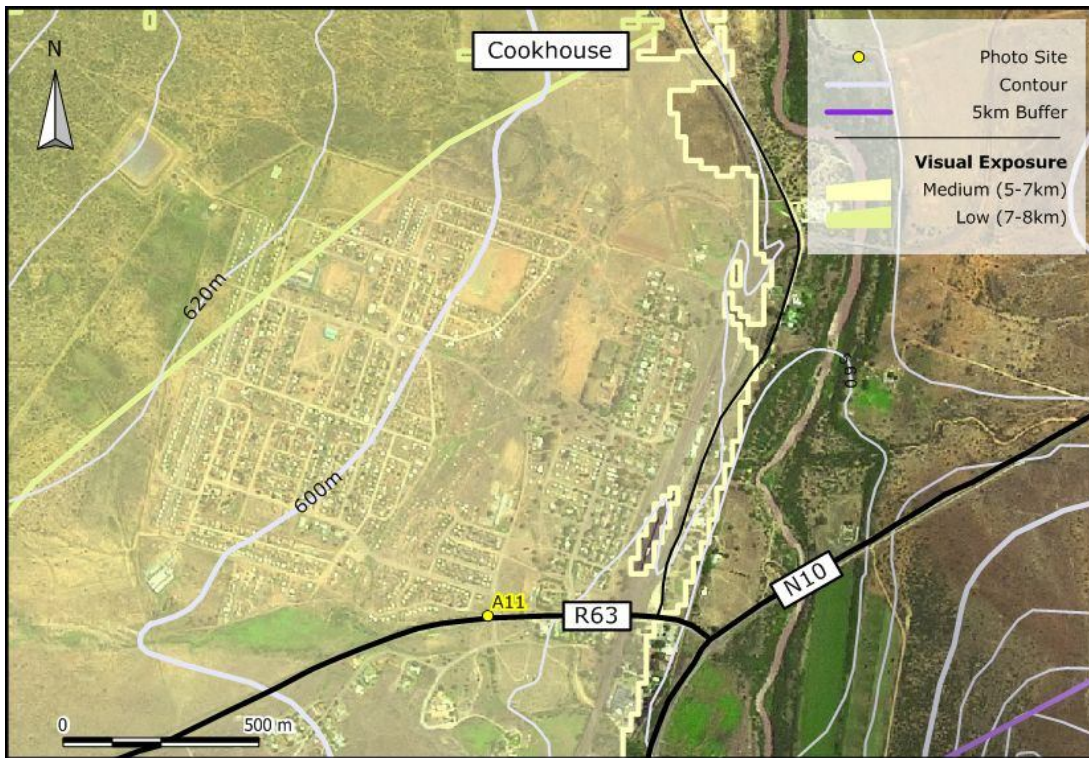 N
Cookhouse
Photo Site
Contour
5km Buffer
Visual Exposure
Medium (5-7km)
Low (7-8km)
620m
600m
A11
R63
N10
0
500 m